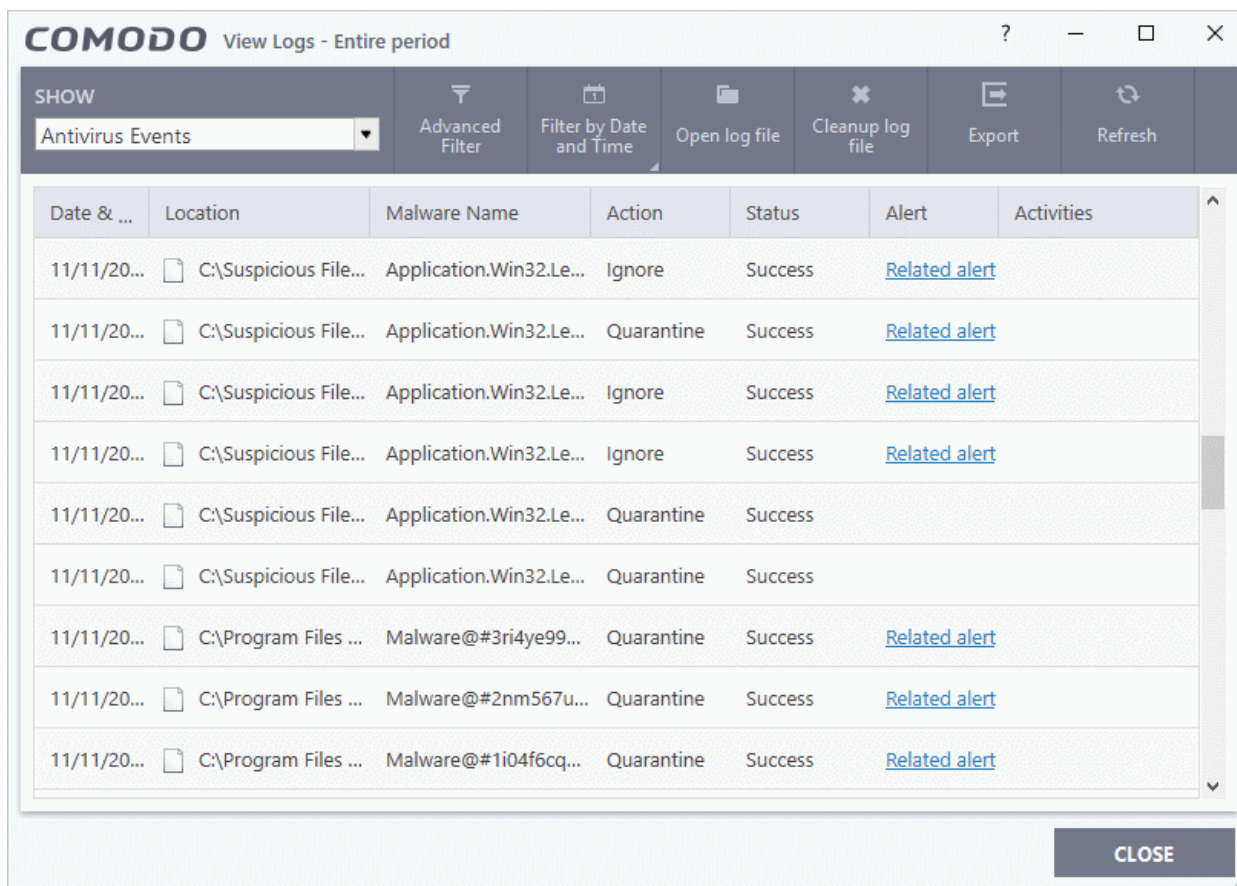 COMODO View Logs - Entire period ?
SHOW
Antivirus Events
Advanced
Filter
Filter by Date
and Time
Open log file
Cleanup log
file
Export
Refresh
Date & ... Location Malware Name Action Status Alert Activities
11/11/20... C:\Suspicious File... Application.Win32.Le... Ignore Success Related alert
11/11/20... C:\Suspicious File... Application.Win32.Le... Quarantine Success Related alert
11/11/20... C:\Suspicious File... Application.Win32.Le... Ignore Success Related alert
11/11/20... C:\Suspicious File... Application.Win32.Le... Ignore Success Related alert
11/11/20... C:\Suspicious File... Application.Win32.Le... Quarantine Success
11/11/20... C:\Suspicious File... Application.Win32.Le... Quarantine Success
11/11/20... C:\Program Files ... Malware@#3ri4ye99... Quarantine Success Related alert
11/11/20... C:\Program Files ... Malware@#2nm567u... Quarantine Success Related alert
11/11/20... C:\Program Files ... Malware@#1i04f6cq... Quarantine Success Related alert
CLOSE